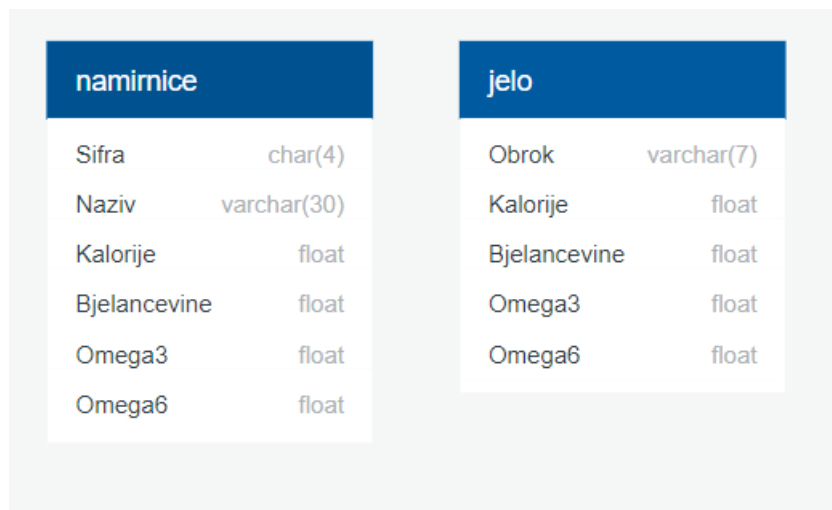 namirnice
Sifra char(4)
Naziv varchar(30)
Kalorije float
Bjelancevine float
Omega3 float
Omega6 float
jelo
Obrok varchar(7)
Kalorije float
Bjelancevine float
Omega3 float
Omega6 float